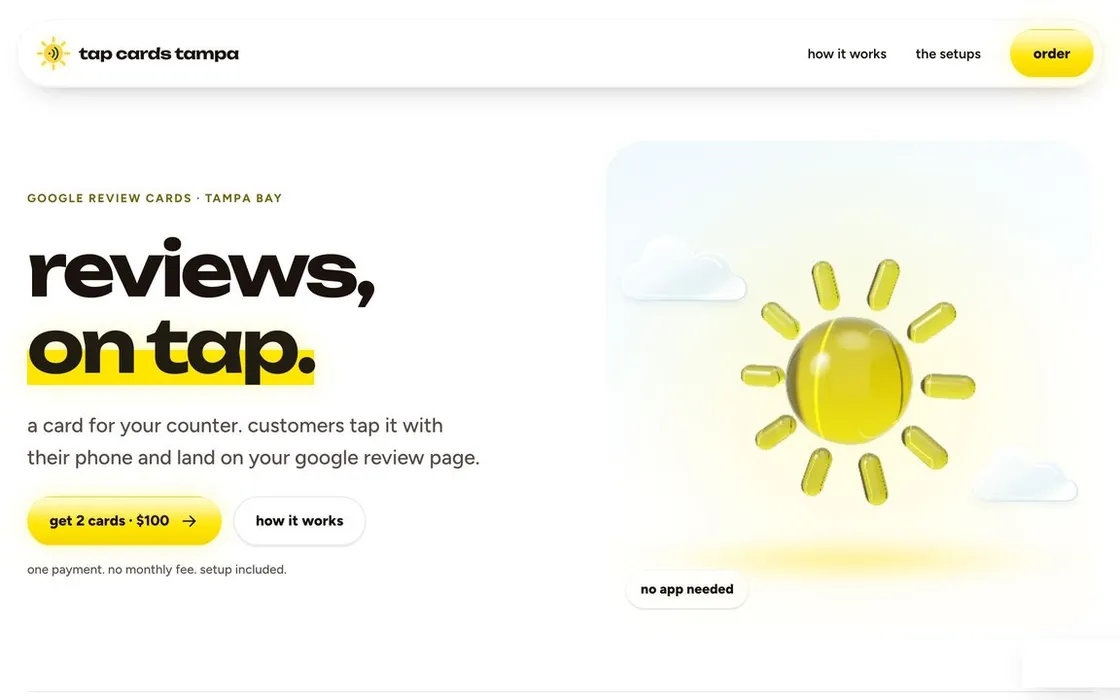 tap cards tampa
how it works
the setups
order
GOOGLE REVIEW CARDS · TAMPA BAY
reviews,
on tap.
a card for your counter. customers tap it with
their phone and land on your google review page.
get 2 cards · $100 →
how it works
one payment. no monthly fee. setup included.
no app needed